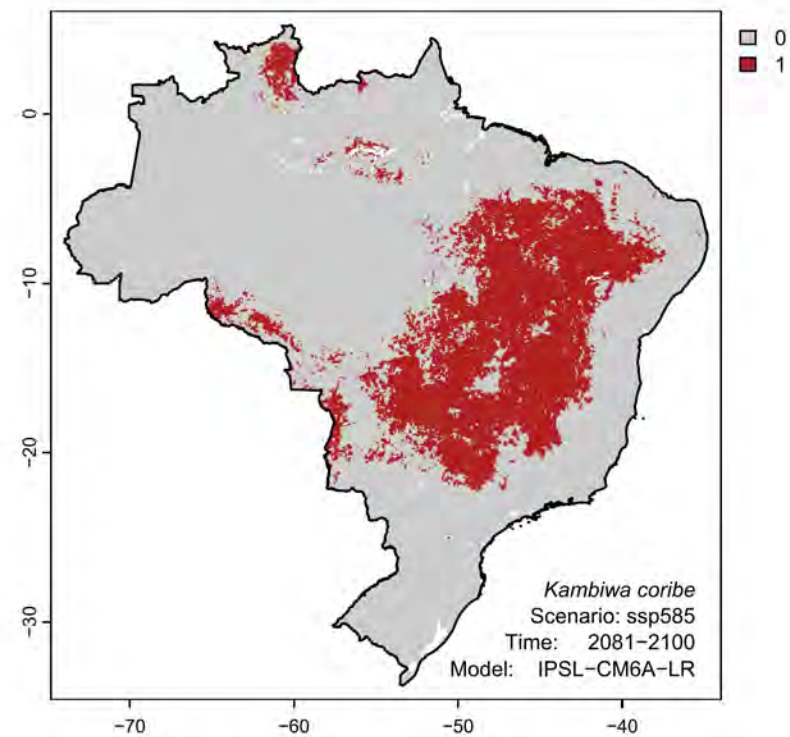 0
1
0
−10
−20
−30
Kambiwa coribe
Scenario: ssp585
Time: 2081−2100
Model: IPSL−CM6A−LR
−70 −60 −50 −40